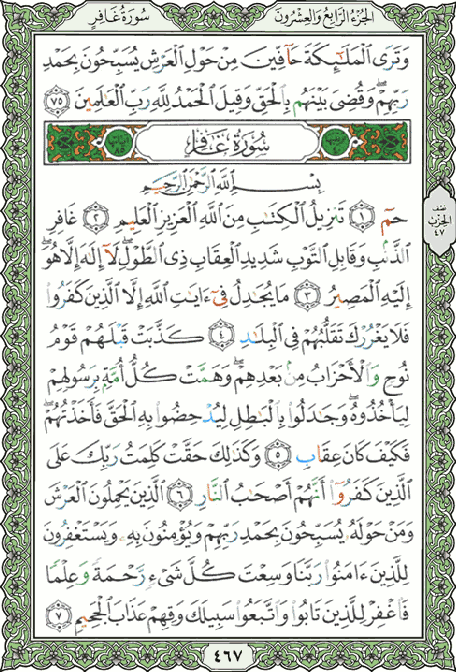 الجزء الرابع والعشرون
سورة غافر
وَتَرَى ٱلْمَلَٰٓئِكَةَ حَآفِّينَ مِنْ حَوْلِ ٱلْعَرْشِ يُسَبِّحُونَ بِحَمْدِ
رَبِّهِمْ ۖ وَقُضِىَ بَيْنَهُم بِٱلْحَقِّ وَقِيلَ ٱلْحَمْدُ لِلَّهِ رَبِّ ٱلْعَٰلَمِينَ ٧٥
سُورَةُ غَافِرٍ
بِسْمِ ٱللَّهِ ٱلرَّحْمَٰنِ ٱلرَّحِيمِ
حمٓ ١ تَنزِيلُ ٱلْكِتَٰبِ مِنَ ٱللَّهِ ٱلْعَزِيزِ ٱلْعَلِيمِ ٢ غَافِرِ
ٱلذَّنۢبِ وَقَابِلِ ٱلتَّوْبِ شَدِيدِ ٱلْعِقَابِ ذِى ٱلطَّوْلِ ۖ لَآ إِلَٰهَ إِلَّا هُوَ ۖ
إِلَيْهِ ٱلْمَصِيرُ ٣ مَا يُجَٰدِلُ فِىٓ ءَايَٰتِ ٱللَّهِ إِلَّا ٱلَّذِينَ كَفَرُوا۟
فَلَا يَغْرُرْكَ تَقَلُّبُهُمْ فِى ٱلْبِلَٰدِ ٤ كَذَّبَتْ قَبْلَهُمْ قَوْمُ
نُوحٍ وَٱلْأَحْزَابُ مِنۢ بَعْدِهِمْ ۖ وَهَمَّتْ كُلُّ أُمَّةٍۭ بِرَسُولِهِمْ
لِيَأْخُذُوهُ ۖ وَجَٰدَلُوا۟ بِٱلْبَٰطِلِ لِيُدْحِضُوا۟ بِهِ ٱلْحَقَّ فَأَخَذْتُهُمْ ۖ
فَكَيْفَ كَانَ عِقَابِ ٥ وَكَذَٰلِكَ حَقَّتْ كَلِمَتُ رَبِّكَ عَلَى
ٱلَّذِينَ كَفَرُوٓا۟ أَنَّهُمْ أَصْحَٰبُ ٱلنَّارِ ٦ ٱلَّذِينَ يَحْمِلُونَ ٱلْعَرْشَ
وَمَنْ حَوْلَهُۥ يُسَبِّحُونَ بِحَمْدِ رَبِّهِمْ وَيُؤْمِنُونَ بِهِۦ وَيَسْتَغْفِرُونَ
لِلَّذِينَ ءَامَنُوا۟ رَبَّنَا وَسِعْتَ كُلَّ شَىْءٍ رَّحْمَةً وَعِلْمًا
فَٱغْفِرْ لِلَّذِينَ تَابُوا۟ وَٱتَّبَعُوا۟ سَبِيلَكَ وَقِهِمْ عَذَابَ ٱلْجَحِيمِ ٧
نصف
الحزب
٤٧
٤٦٧